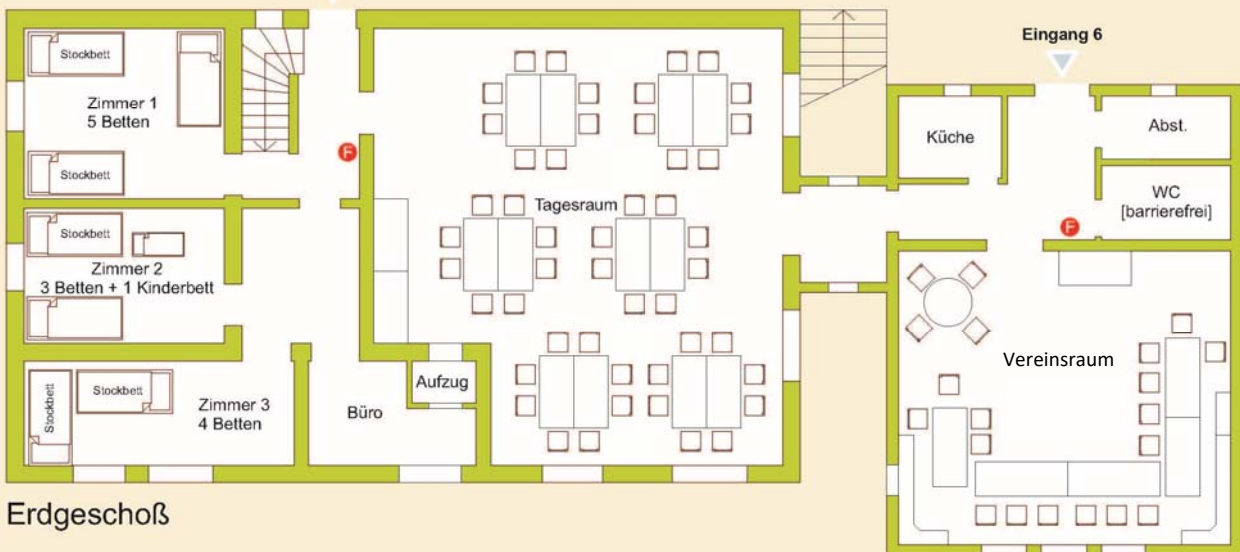 Eingang 6
Stockbett
Zimmer 1
5 Betten
Stockbett
F
Küche
Abst.
WC
[barrierefrei]
F
Tagesraum
Stockbett
Zimmer 2
3 Betten + 1 Kinderbett
Stockbett
Stockbett
Zimmer 3
4 Betten
Büro
Aufzug
Vereinsraum
Erdgeschoß